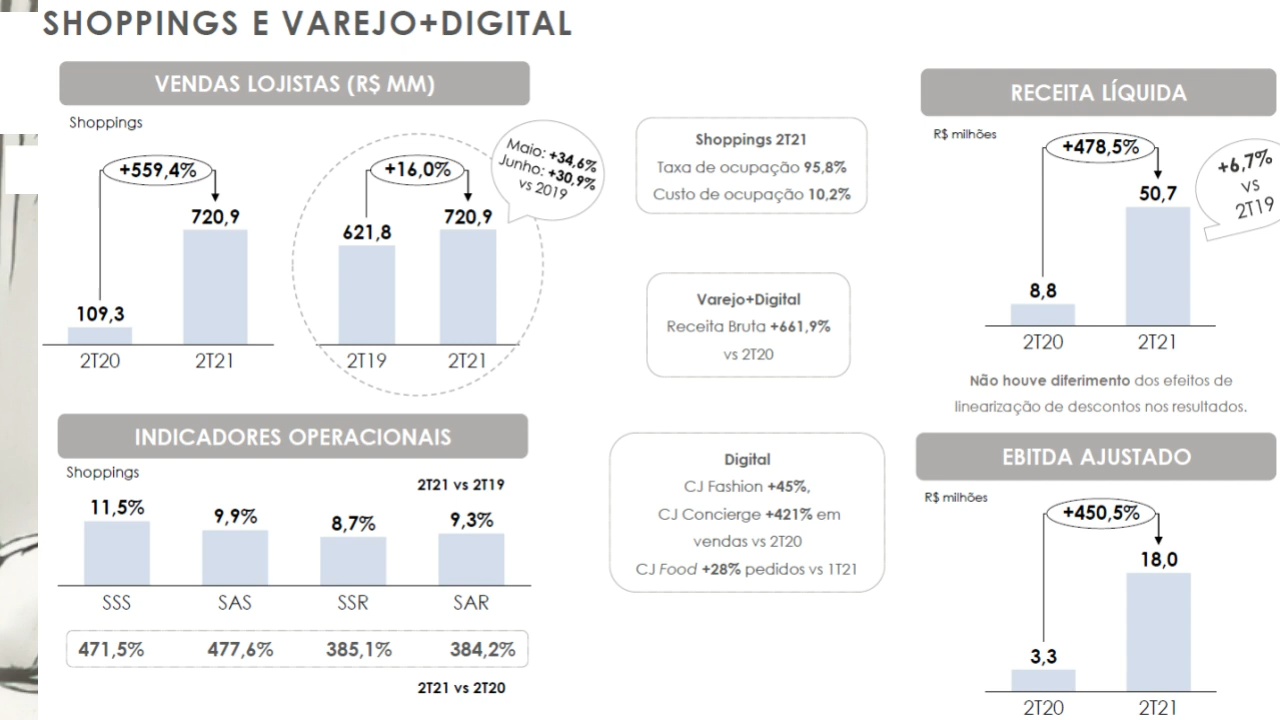 SHOPPINGS E VAREJO+DIGITAL
VENDAS LOJISTAS (R$ MM)
Shoppings
+559,4%
109,3
720,9
2T20
2T21
+16,0%
621,8
720,9
2T19
2T21
Maio: +34,6%
Junho: +30,9%
vs 2019
INDICADORES OPERACIONAIS
Shoppings
2T21 vs 2T19
11,5%
9,9%
8,7%
9,3%
SSS
SAS
SSR
SAR
471,5%
477,6%
385,1%
384,2%
2T21 vs 2T20
Shoppings 2T21
Taxa de ocupação 95,8%
Custo de ocupação 10,2%
Varejo+Digital
Receita Bruta +661,9%
vs 2T20
Digital
CJ Fashion +45%,
CJ Concierge +421% em
vendas vs 2T20
CJ Food +28% pedidos vs 1T21
RECEITA LÍQUIDA
R$ milhões
+478,5%
8,8
50,7
2T20
2T21
+6,7%
vs
2T19
Não houve diferimento dos efeitos de
linearização de descontos nos resultados.
EBITDA AJUSTADO
R$ milhões
+450,5%
3,3
18,0
2T20
2T21